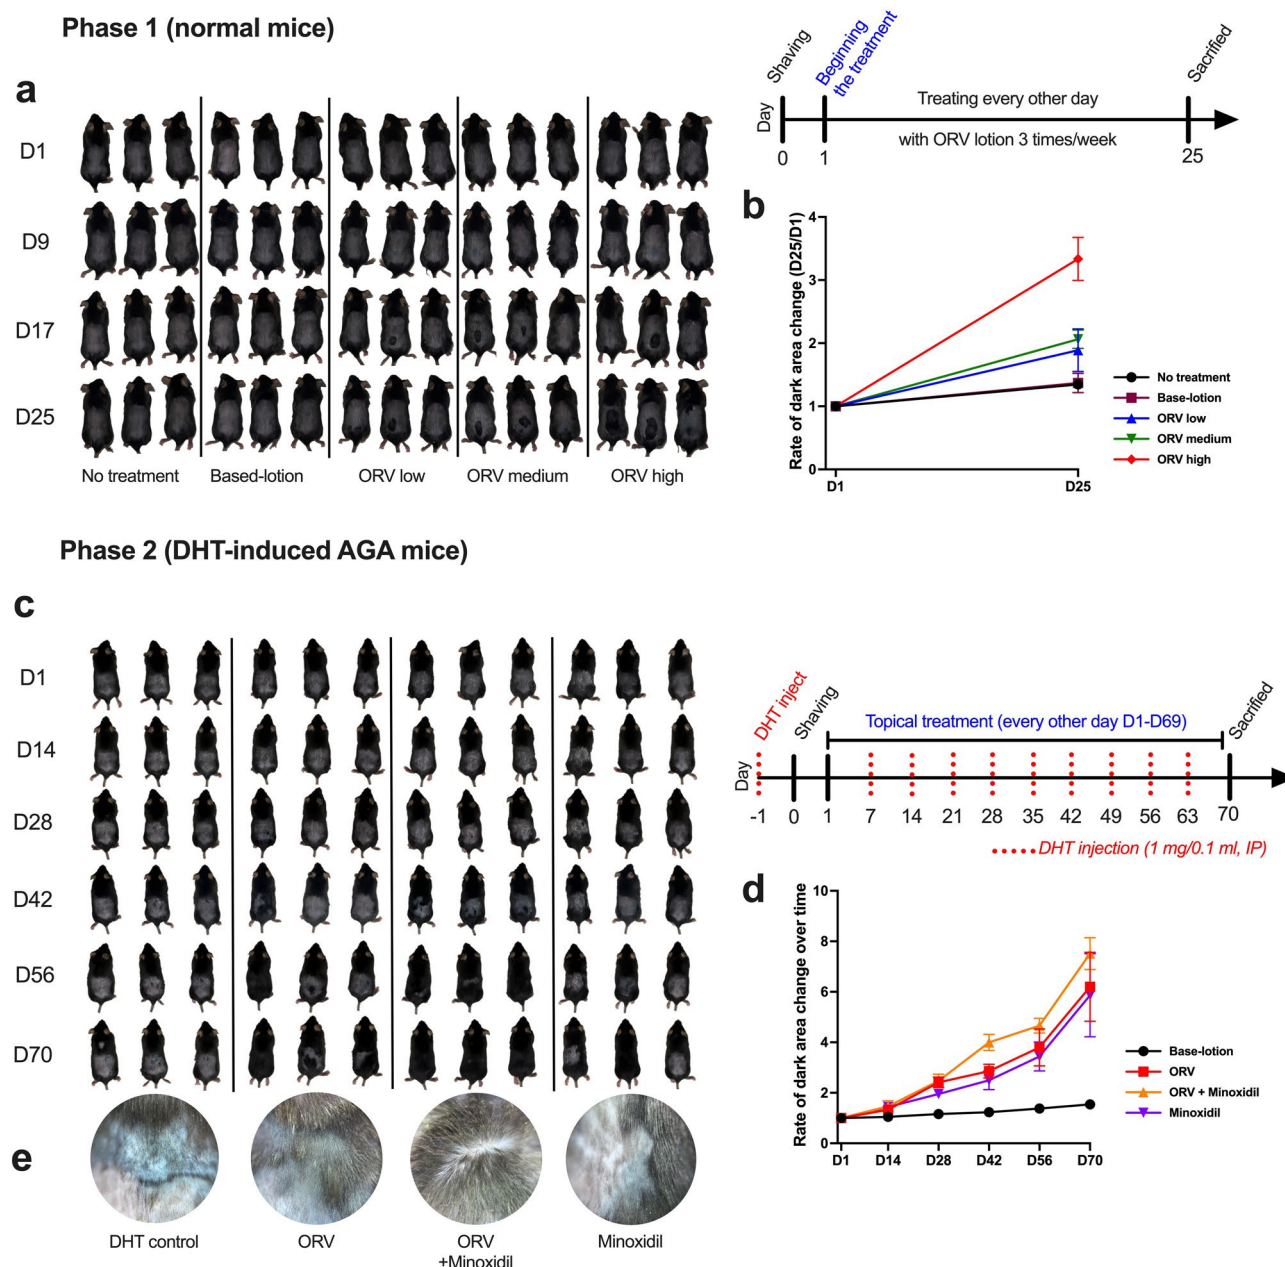 Phase 1 (normal mice)
a
D1
D9
D17
D25
No treatment
Based-lotion
ORV low
ORV medium
ORV high
Shaving
Beginning
the treatment
Sacrified
Day
Treating every other day
with ORV lotion 3 times/week
0
1
25
b
Rate of dark area change (D25/D1)
4
3
2
1
0
D1
D25
No treatment
Base-lotion
ORV low
ORV medium
ORV high
Phase 2 (DHT-induced AGA mice)
c
D1
D14
D28
D42
D56
D70
DHT inject
Shaving
Topical treatment (every other day D1-D69)
Sacrified
Day
-1
0
1
7
14
21
28
35
42
49
56
63
70
DHT injection (1 mg/0.1 ml, IP)
d
Rate of dark area change over time
10
8
6
4
2
0
D1
D14
D28
D42
D56
D70
Base-lotion
ORV
ORV + Minoxidil
Minoxidil
e
DHT control
ORV
ORV
+Minoxidil
Minoxidil